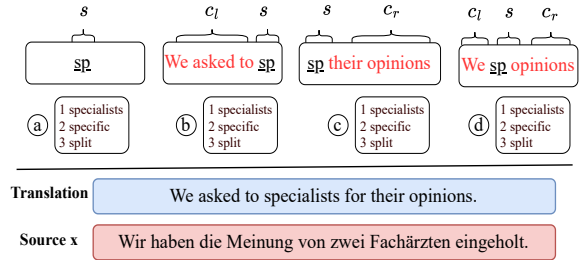 s c_l s s c_r c_l s c_r
sp We asked to sp sp their opinions We sp opinions
a 1 specialists b 1 specialists c 1 specialists d 1 specialists
2 specific 2 specific 2 specific 2 specific
3 split 3 split 3 split 3 split
Translation We asked to specialists for their opinions.
Source x Wir haben die Meinung von zwei Fachärzten eingeholt.